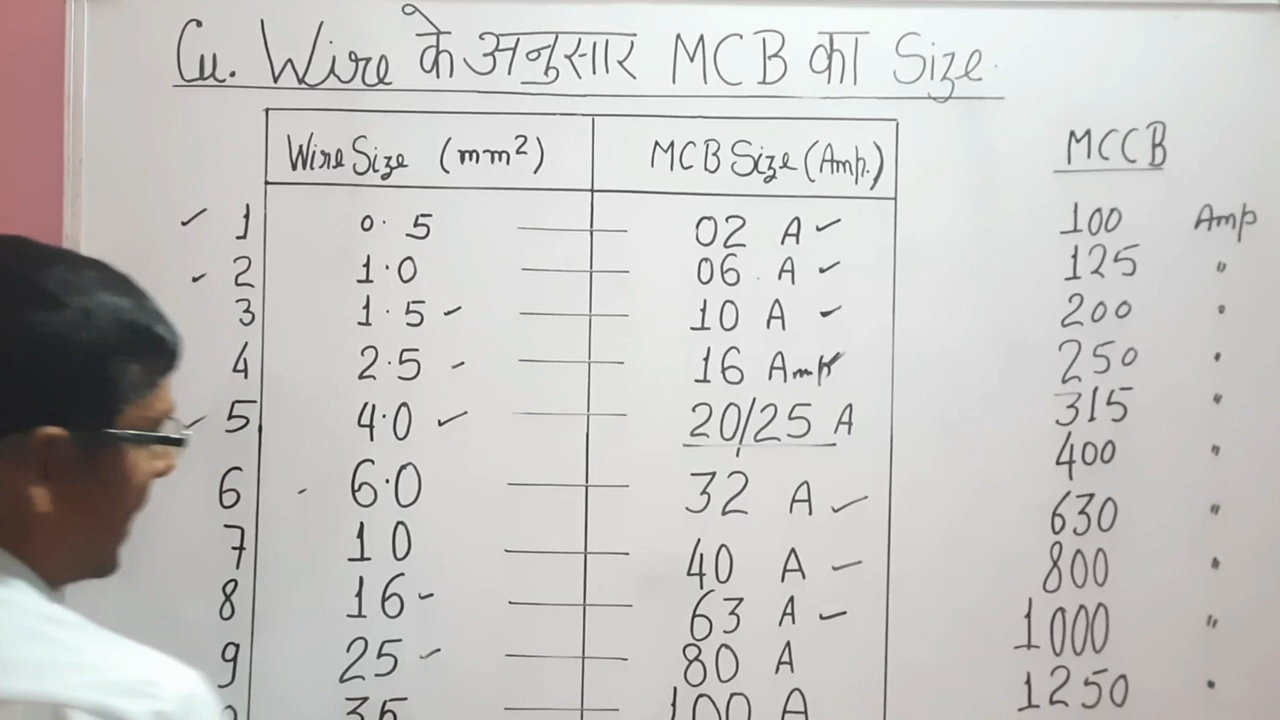 Cu. Wire के अनुसार MCB का Size.
Wire Size (mm²) MCB Size (Amp.) MCCB
1 0.5 02 A 100 Amp
2 1.0 06 A 125 "
3 1.5 10 A 200 "
4 2.5 16 Amp 250 "
5 4.0 20/25 A 315 "
400 "
6 6.0 32 A 630 "
7 10 40 A 800 "
8 16 63 A 1000 "
9 25 80 A 1250 "
35 100 A